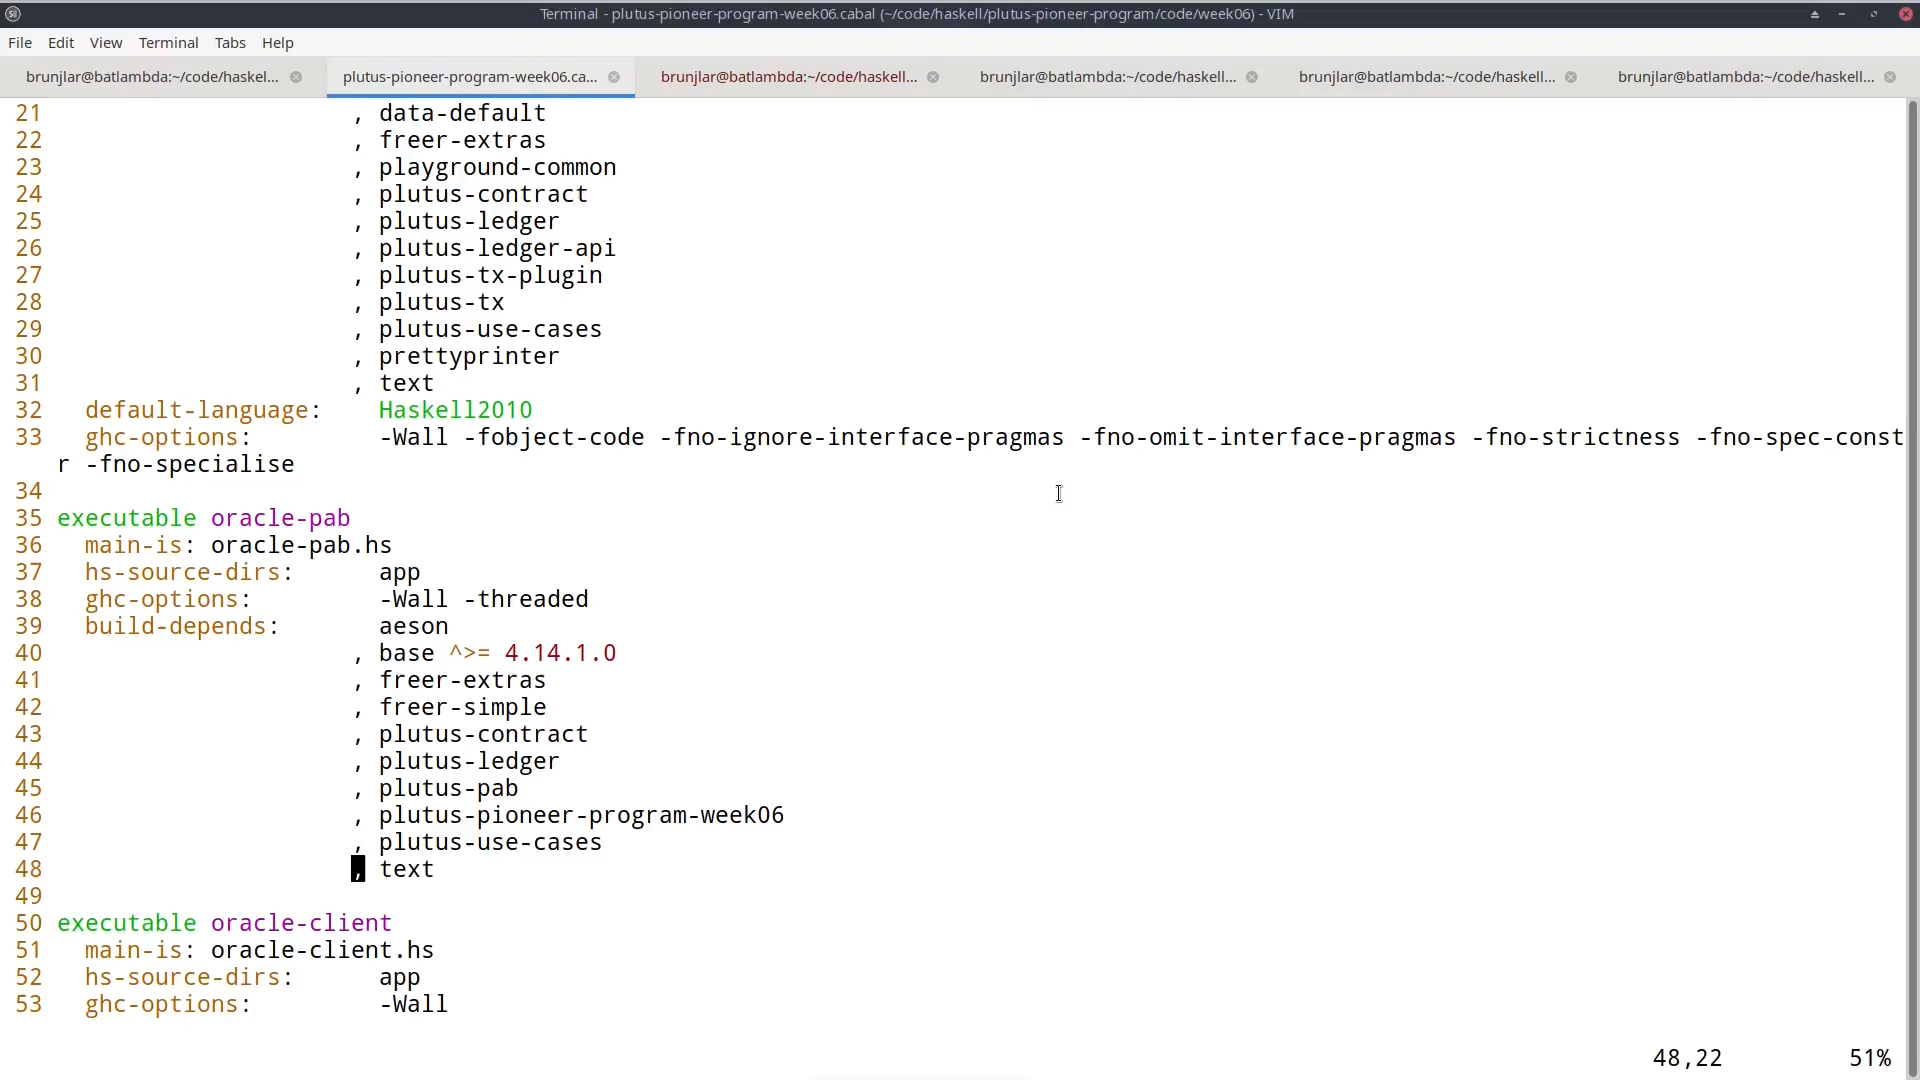 Terminal - plutus-pioneer-program-week06.cabal (~/code/haskell/plutus-pioneer-program/code/week06) - VIM
File Edit View Terminal Tabs Help
brunjlar@batlambda:~/code/haskel... plutus-pioneer-program-week06.ca... brunjlar@batlambda:~/code/haskell... brunjlar@batlambda:~/code/haskell... brunjlar@batlambda:~/code/haskell... brunjlar@batlambda:~/code/haskell...
21                       , data-default
22                       , freer-extras
23                       , playground-common
24                       , plutus-contract
25                       , plutus-ledger
26                       , plutus-ledger-api
27                       , plutus-tx-plugin
28                       , plutus-tx
29                       , plutus-use-cases
30                       , prettyprinter
31                       , text
32   default-language:    Haskell2010
33   ghc-options:         -Wall -fobject-code -fno-ignore-interface-pragmas -fno-omit-interface-pragmas -fno-strictness -fno-spec-const
r -fno-specialise
34
35 executable oracle-pab
36   main-is: oracle-pab.hs
37   hs-source-dirs:      app
38   ghc-options:         -Wall -threaded
39   build-depends:       aeson
40                      , base ^>= 4.14.1.0
41                      , freer-extras
42                      , freer-simple
43                      , plutus-contract
44                      , plutus-ledger
45                      , plutus-pab
46                      , plutus-pioneer-program-week06
47                      , plutus-use-cases
48                      , text
49
50 executable oracle-client
51   main-is: oracle-client.hs
52   hs-source-dirs:      app
53   ghc-options:         -Wall
48,22 51%